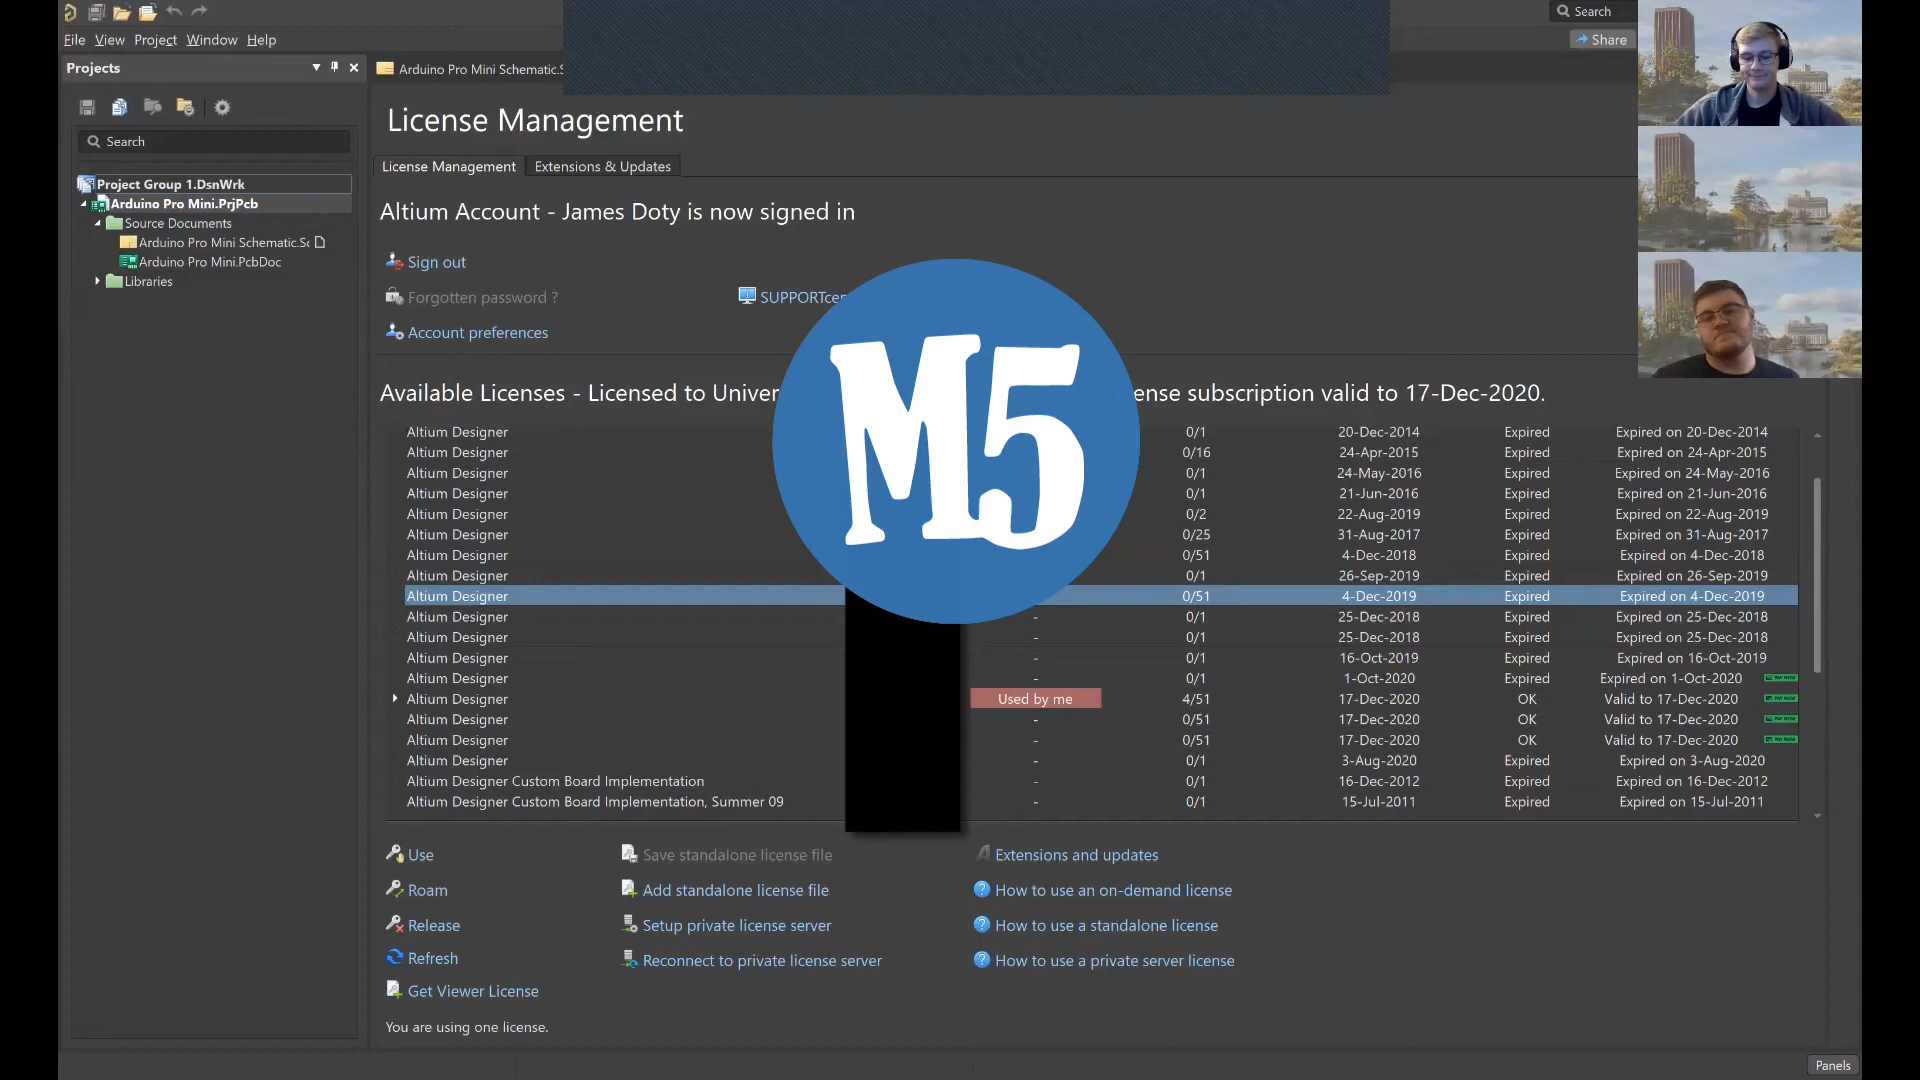 Search
File View Project Window Help
Share
Projects
Arduino Pro Mini Schematic.S
License Management
Search
License Management Extensions & Updates
Project Group 1.DsnWrk
Arduino Pro Mini.PrjPcb
Altium Account - James Doty is now signed in
Source Documents
Arduino Pro Mini Schematic.Sc
Arduino Pro Mini.PcbDoc
Sign out
Libraries
Forgotten password ? SUPPORTcen
Account preferences
M5
Available Licenses - Licensed to Univer ense subscription valid to 17-Dec-2020.
Altium Designer 0/1 20-Dec-2014 Expired Expired on 20-Dec-2014
Altium Designer 0/16 24-Apr-2015 Expired Expired on 24-Apr-2015
Altium Designer 0/1 24-May-2016 Expired Expired on 24-May-2016
Altium Designer 0/1 21-Jun-2016 Expired Expired on 21-Jun-2016
Altium Designer 0/2 22-Aug-2019 Expired Expired on 22-Aug-2019
Altium Designer 0/25 31-Aug-2017 Expired Expired on 31-Aug-2017
Altium Designer 0/51 4-Dec-2018 Expired Expired on 4-Dec-2018
Altium Designer 0/1 26-Sep-2019 Expired Expired on 26-Sep-2019
Altium Designer 0/51 4-Dec-2019 Expired Expired on 4-Dec-2019
Altium Designer - 0/1 25-Dec-2018 Expired Expired on 25-Dec-2018
Altium Designer - 0/1 25-Dec-2018 Expired Expired on 25-Dec-2018
Altium Designer - 0/1 16-Oct-2019 Expired Expired on 16-Oct-2019
Altium Designer - 0/1 1-Oct-2020 Expired Expired on 1-Oct-2020 PAY NOW
Altium Designer Used by me 4/51 17-Dec-2020 OK Valid to 17-Dec-2020 PAY NOW
Altium Designer - 0/51 17-Dec-2020 OK Valid to 17-Dec-2020 PAY NOW
Altium Designer - 0/51 17-Dec-2020 OK Valid to 17-Dec-2020 PAY NOW
Altium Designer - 0/1 3-Aug-2020 Expired Expired on 3-Aug-2020
Altium Designer Custom Board Implementation - 0/1 16-Dec-2012 Expired Expired on 16-Dec-2012
Altium Designer Custom Board Implementation, Summer 09 - 0/1 15-Jul-2011 Expired Expired on 15-Jul-2011
Use Save standalone license file Extensions and updates
Roam Add standalone license file How to use an on-demand license
Release Setup private license server How to use a standalone license
Refresh Reconnect to private license server How to use a private server license
Get Viewer License
You are using one license.
Panels